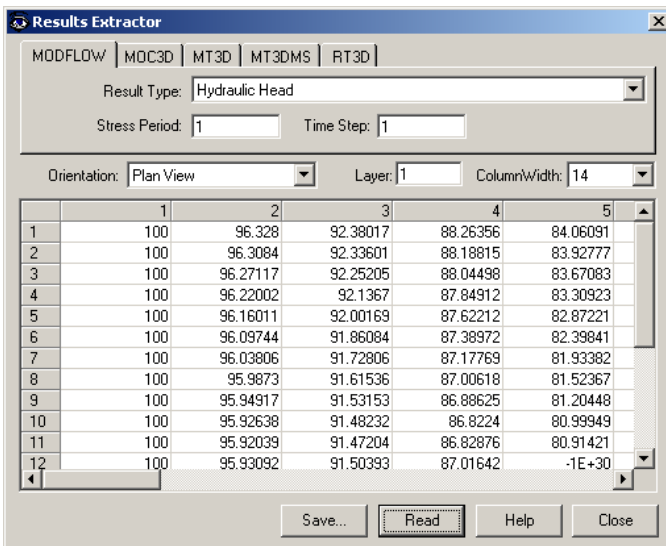 Results Extractor
MODFLOW MOC3D MT3D MT3DMS RT3D
Result Type: Hydraulic Head
Stress Period: 1 Time Step: 1
Orientation: Plan View Layer: 1 ColumnWidth: 14
1 2 3 4 5
1 100 96.328 92.38017 88.26356 84.06091
2 100 96.3084 92.33601 88.18815 83.92777
3 100 96.27117 92.25205 88.04498 83.67083
4 100 96.22002 92.1367 87.84912 83.30923
5 100 96.16011 92.00169 87.62212 82.87221
6 100 96.09744 91.86084 87.38972 82.39841
7 100 96.03806 91.72806 87.17769 81.93382
8 100 95.9873 91.61536 87.00618 81.52367
9 100 95.94917 91.53153 86.88625 81.20448
10 100 95.92638 91.48232 86.8224 80.99949
11 100 95.92039 91.47204 86.82876 80.91421
12 100 95.93092 91.50393 87.01642 -1E+30
Save... Read Help Close